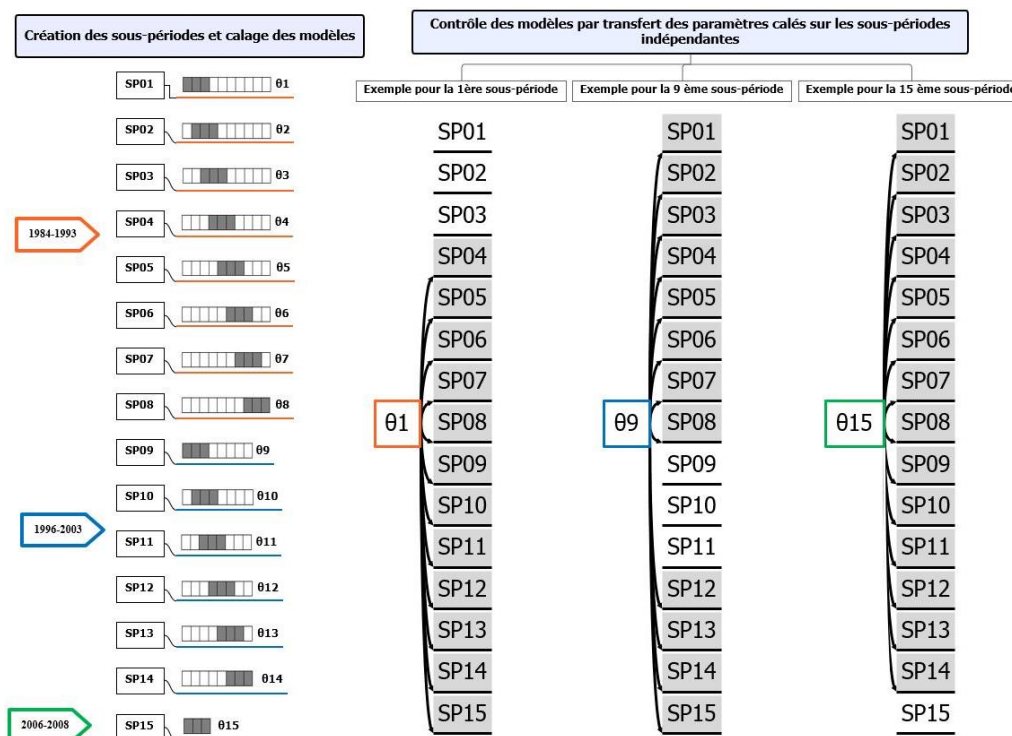 Création des sous-périodes et calage des modèles
Contrôle des modèles par transfert des paramètres calés sur les sous-périodes
indépendantes
SP01 θ1
SP02 θ2
SP03 θ3
1984-1993
SP04 θ4
SP05 θ5
SP06 θ6
SP07 θ7
SP08 θ8
SP09 θ9
SP10 θ10
1996-2003
SP11 θ11
SP12 θ12
SP13 θ13
SP14 θ14
2006-2008
SP15 θ15
Exemple pour la 1ère sous-période
SP01
SP02
SP03
SP04
SP05
SP06
SP07
θ1
SP08
SP09
SP10
SP11
SP12
SP13
SP14
SP15
Exemple pour la 9 ème sous-période
SP01
SP02
SP03
SP04
SP05
SP06
SP07
θ9
SP08
SP09
SP10
SP11
SP12
SP13
SP14
SP15
Exemple pour la 15 ème sous-période
SP01
SP02
SP03
SP04
SP05
SP06
SP07
θ15
SP08
SP09
SP10
SP11
SP12
SP13
SP14
SP15